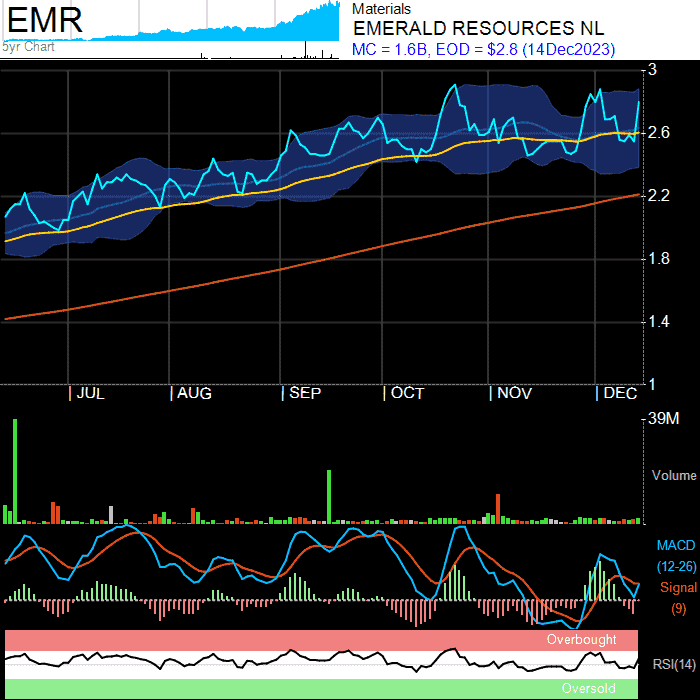 EMR
5yr Chart
Materials
EMERALD RESOURCES NL
MC = 1.6B, EOD = $2.8 (14Dec2023)
3
2.6
2.2
1.8
1.4
1
JUL AUG SEP OCT NOV DEC
39M
Volume
MACD
(12-26)
Signal
(9)
Overbought
RSI(14)
Oversold